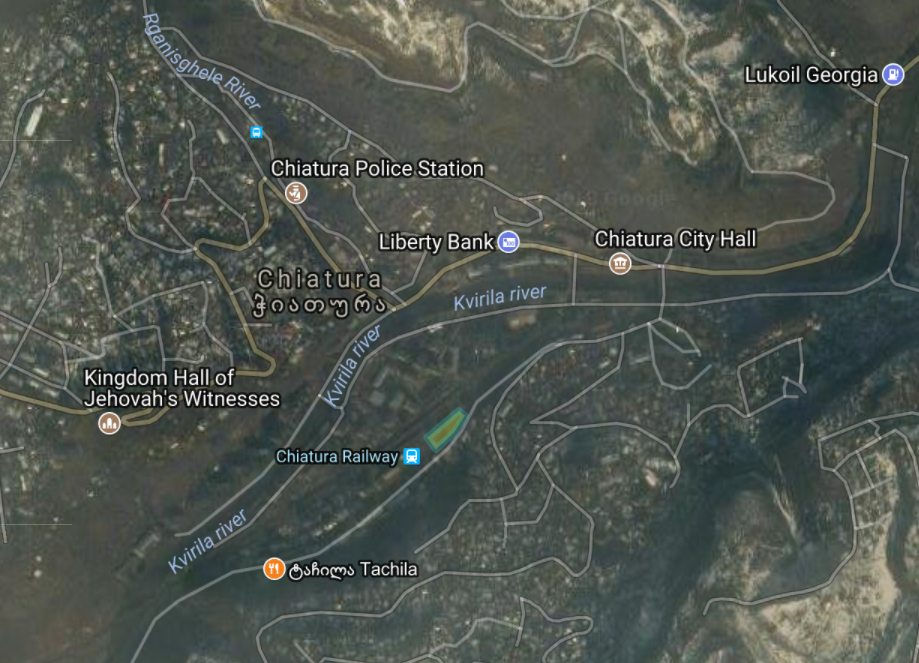 Rganisghele River
Lukoil Georgia
Chiatura Police Station
Liberty Bank
Chiatura City Hall
Chiatura
ჭიათურა
Kvirila river
Kvirila river
Kingdom Hall of
Jehovah's Witnesses
Chiatura Railway
Kvirila river
ტაჩილა Tachila